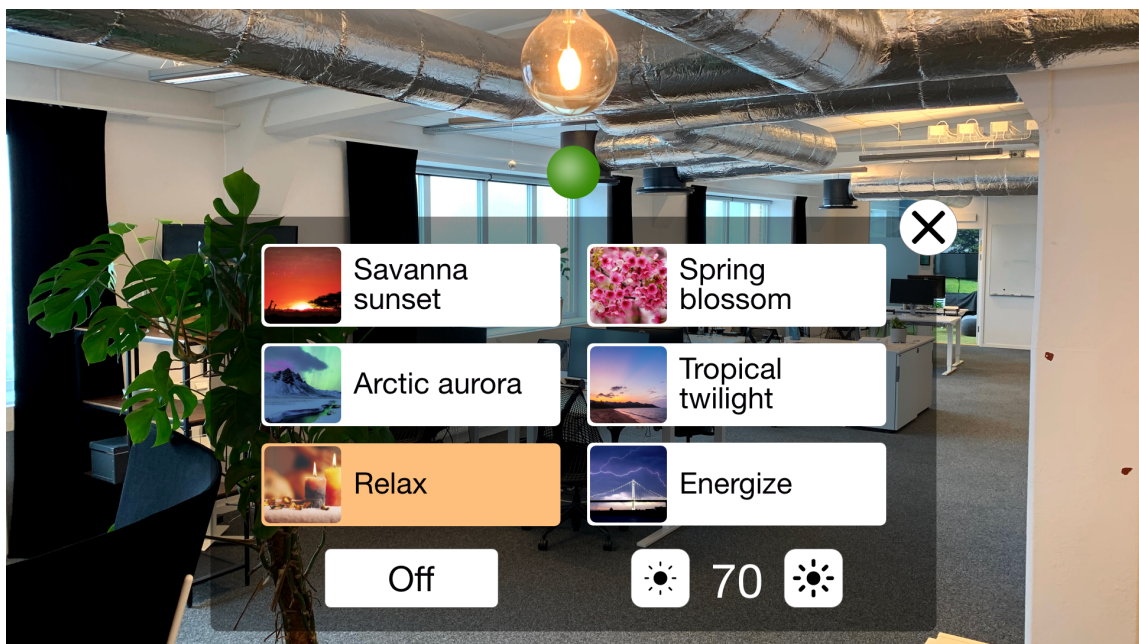 Savanna
sunset
Spring
blossom
Arctic aurora
Tropical
twilight
Relax
Energize
Off
70